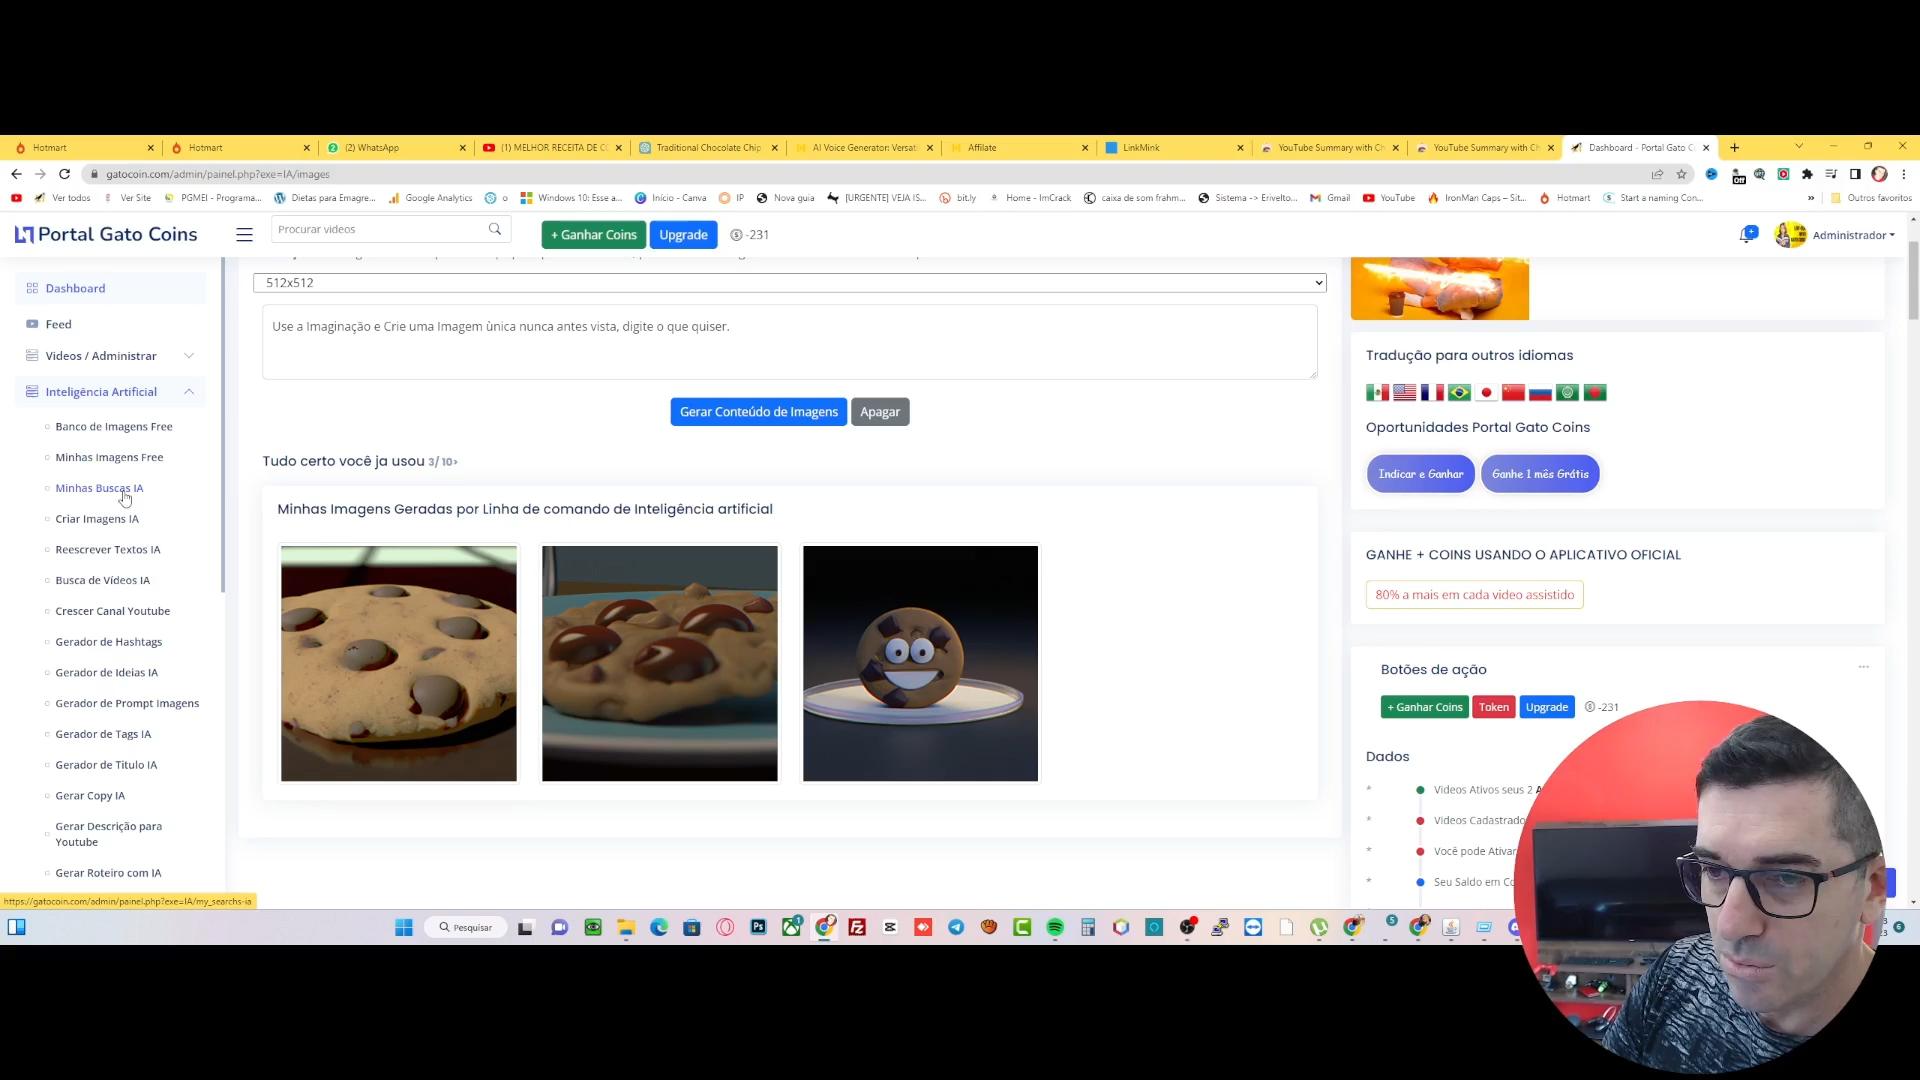 Hotmart
Hotmart
(2) WhatsApp
(1) MELHOR RECEITA DE CO
Traditional Chocolate Chip
AI Voice Generator: Versati
Affilate
LinkMink
YouTube Summary with Ch
YouTube Summary with Ch
Dashboard - Portal Gato C
gatocoin.com/admin/painel.php?exe=IA/images
Off
Ver todos
Ver Site
PGMEI - Programa...
Dietas para Emagre...
Google Analytics
o
Windows 10: Esse a...
Início - Canva
IP
Nova guia
[URGENTE] VEJA IS...
bit.ly
Home - ImCrack
caixa de som frahm...
Sistema -> Erivelto...
Gmail
YouTube
IronMan Caps – Sit...
Hotmart
Start a naming Con...
»
Outros favoritos
Portal Gato Coins
Procurar videos
+ Ganhar Coins
Upgrade
-231
Administrador
Dashboard
Feed
Videos / Administrar
Inteligência Artificial
Banco de Imagens Free
Minhas Imagens Free
Minhas Buscas IA
Criar Imagens IA
Reescrever Textos IA
Busca de Vídeos IA
Crescer Canal Youtube
Gerador de Hashtags
Gerador de Ideias IA
Gerador de Prompt Imagens
Gerador de Tags IA
Gerador de Titulo IA
Gerar Copy IA
Gerar Descrição para
Youtube
Gerar Roteiro com IA
https://gatocoin.com/admin/painel.php?exe=IA/my_searchs-ia
512x512
Use a Imaginação e Crie uma Imagem ùnica nunca antes vista, digite o que quiser.
Gerar Conteúdo de Imagens
Apagar
Tudo certo você ja usou 3/10>
Minhas Imagens Geradas por Linha de comando de Inteligência artificial
Tradução para outros idiomas
Oportunidades Portal Gato Coins
Indicar e Ganhar
Ganhe 1 mês Grátis
GANHE + COINS USANDO O APLICATIVO OFICIAL
80% a mais em cada video assistido
Botões de ação
+ Ganhar Coins
Token
Upgrade
-231
Dados
* Videos Ativos seus 2 A
* Videos Cadastrado
* Você pode Ativar
* Seu Saldo em Co
Pesquisar